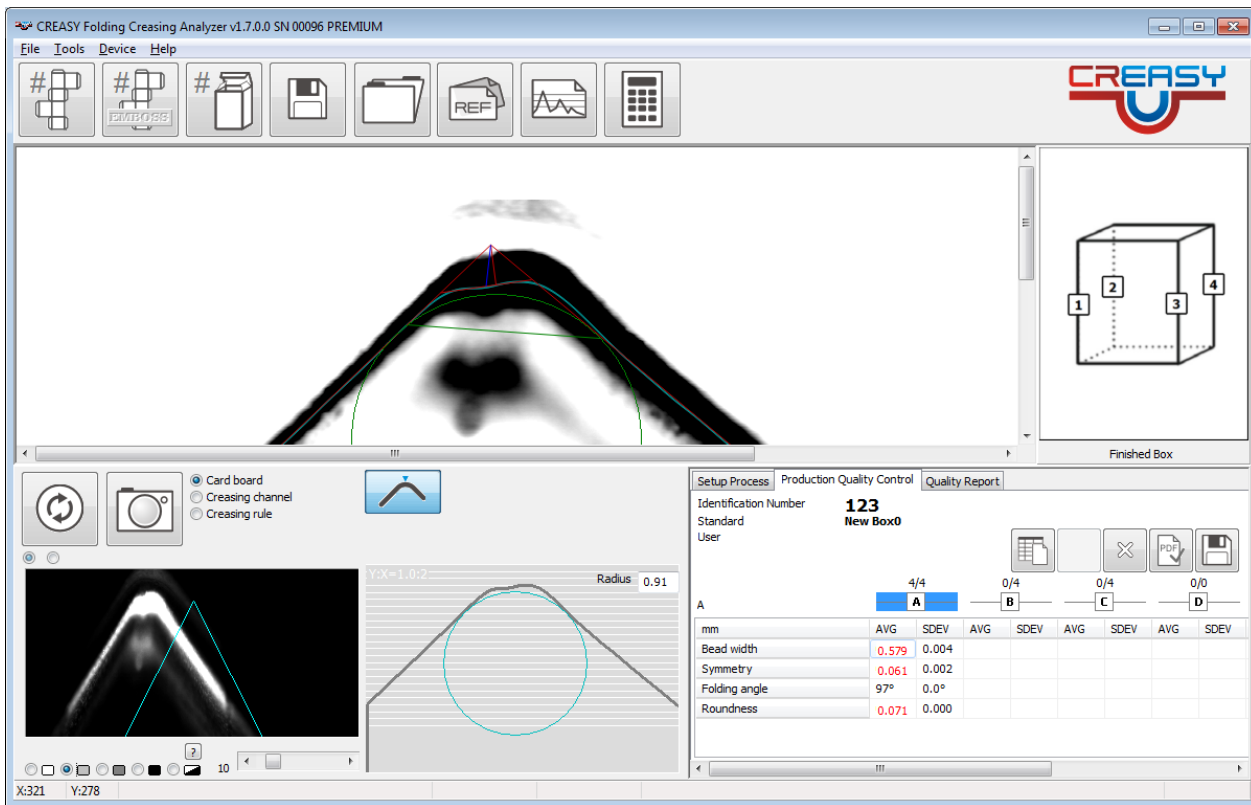 CREASY Folding Creasing Analyzer v1.7.0.0 SN 00096 PREMIUM
File Tools Device Help
# # EMBOSS # REF CREASY
1 2 3 4
Finished Box
Card board
Creasing channel
Creasing rule
Y:X=1.0:2
Radius 0.91
? 10
Setup Process Production Quality Control Quality Report
Identification Number 123
Standard New Box0
User
PDF
4/4 0/4 0/4 0/0
A A B C D
mm AVG SDEV AVG SDEV AVG SDEV AVG SDEV
Bead width 0.579 0.004
Symmetry 0.061 0.002
Folding angle 97° 0.0°
Roundness 0.071 0.000
X:321 Y:278